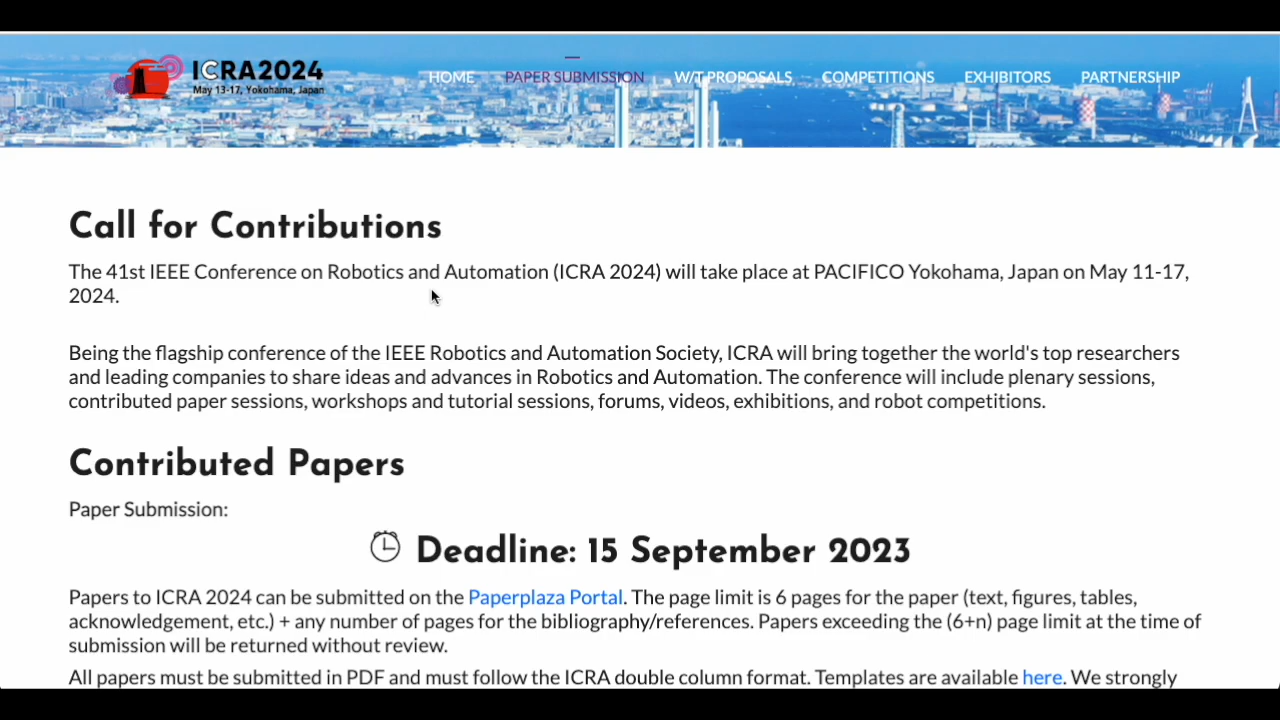 ICRA2024
May 13-17, Yokohama, Japan
HOME PAPER SUBMISSION W/T PROPOSALS COMPETITIONS EXHIBITORS PARTNERSHIP
Call for Contributions
The 41st IEEE Conference on Robotics and Automation (ICRA 2024) will take place at PACIFICO Yokohama, Japan on May 11-17,
2024.
Being the flagship conference of the IEEE Robotics and Automation Society, ICRA will bring together the world's top researchers
and leading companies to share ideas and advances in Robotics and Automation. The conference will include plenary sessions,
contributed paper sessions, workshops and tutorial sessions, forums, videos, exhibitions, and robot competitions.
Contributed Papers
Paper Submission:
Deadline: 15 September 2023
Papers to ICRA 2024 can be submitted on the Paperplaza Portal. The page limit is 6 pages for the paper (text, figures, tables,
acknowledgement, etc.) + any number of pages for the bibliography/references. Papers exceeding the (6+n) page limit at the time of
submission will be returned without review.
All papers must be submitted in PDF and must follow the ICRA double column format. Templates are available here. We strongly